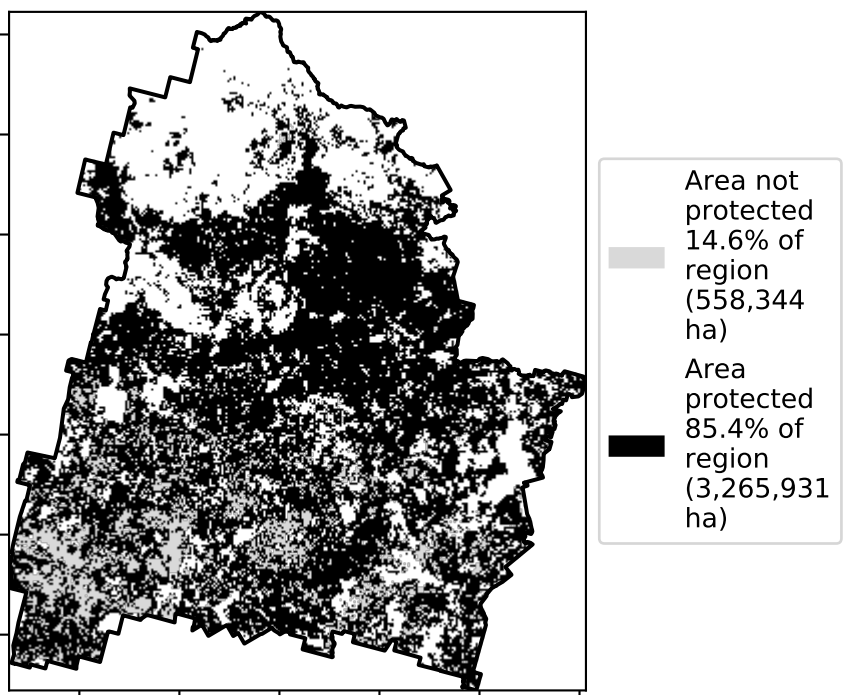 Area not
protected
14.6% of
region
(558,344
ha)
Area
protected
85.4% of
region
(3,265,931
ha)